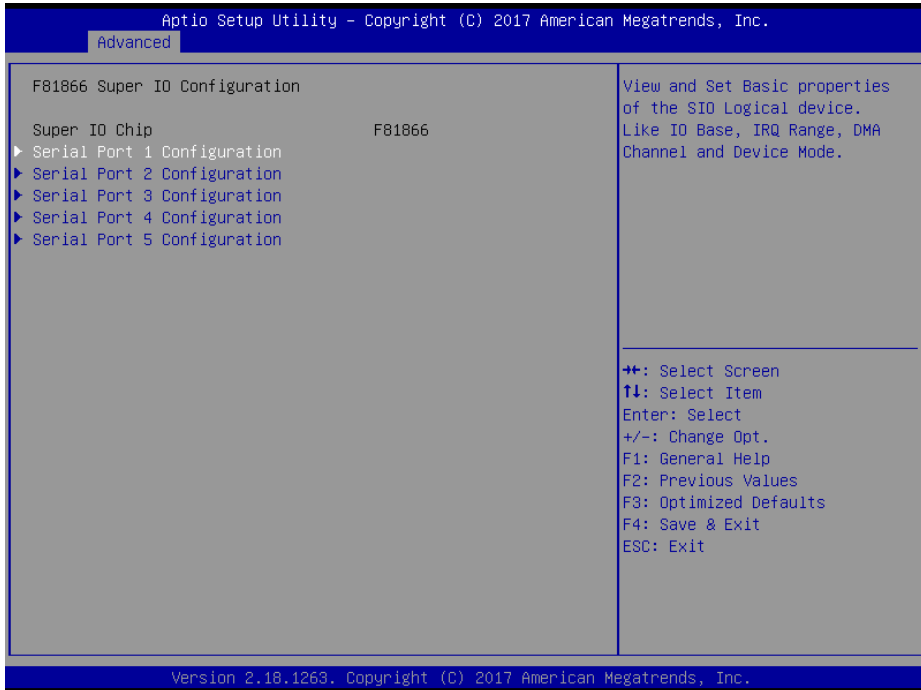 Aptio Setup Utility – Copyright (C) 2017 American Megatrends, Inc.
Advanced
F81866 Super IO Configuration
Super IO Chip F81866
Serial Port 1 Configuration
Serial Port 2 Configuration
Serial Port 3 Configuration
Serial Port 4 Configuration
Serial Port 5 Configuration
View and Set Basic properties
of the SIO Logical device.
Like IO Base, IRQ Range, DMA
Channel and Device Mode.
→←: Select Screen
↑↓: Select Item
Enter: Select
+/-: Change Opt.
F1: General Help
F2: Previous Values
F3: Optimized Defaults
F4: Save & Exit
ESC: Exit
Version 2.18.1263. Copyright (C) 2017 American Megatrends, Inc.